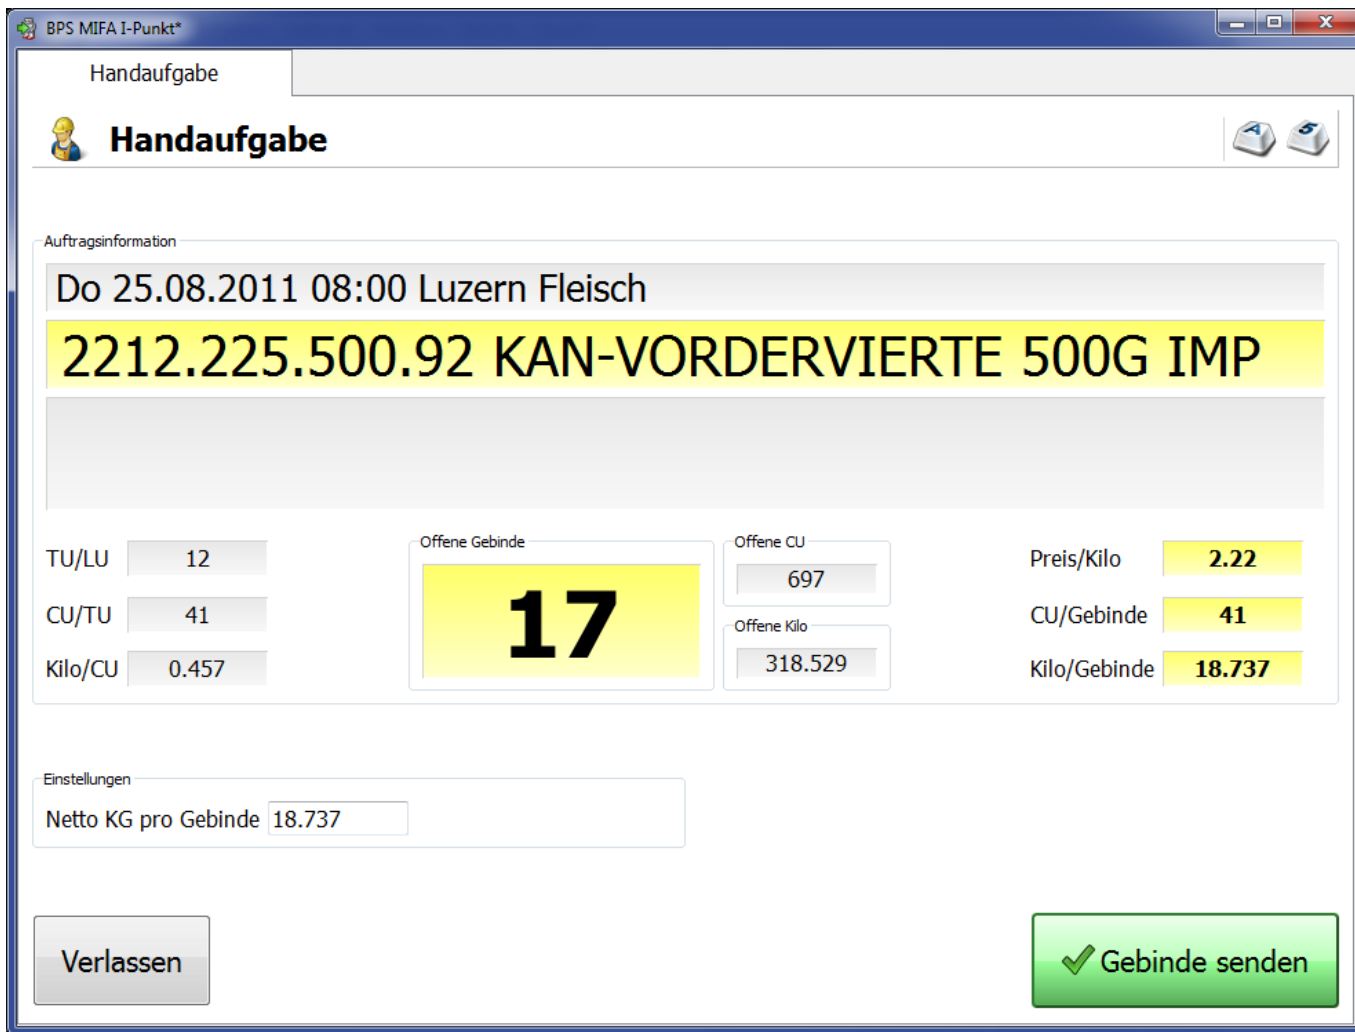 BPS MIFA I-Punkt*
Handaufgabe
Handaufgabe
A 5
Auftragsinformation
Do 25.08.2011 08:00 Luzern Fleisch
2212.225.500.92 KAN-VORDERVIERTE 500G IMP
TU/LU 12
CU/TU 41
Kilo/CU 0.457
Offene Gebinde
17
Offene CU
697
Offene Kilo
318.529
Preis/Kilo 2.22
CU/Gebinde 41
Kilo/Gebinde 18.737
Einstellungen
Netto KG pro Gebinde 18.737
Verlassen
Gebinde senden